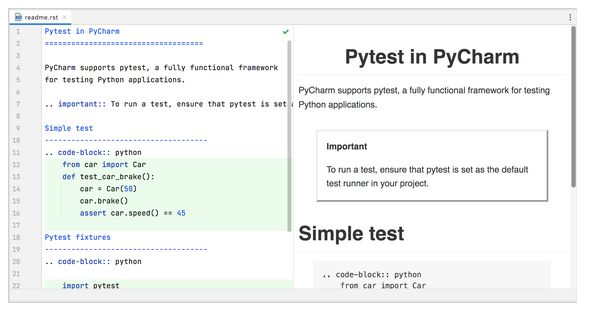 readme.rst
1 Pytest in PyCharm
2 ====================================
3
4 PyCharm supports pytest, a fully functional framework
5 for testing Python applications.
6
7 .. important:: To run a test, ensure that pytest is set
8
9 Simple test
10 -------------------------------------
11 .. code-block:: python
12 from car import Car
13 def test_car_brake():
14 car = Car(50)
15 car.brake()
16 assert car.speed() == 45
17
18 Pytest fixtures
19 -------------------------------------
20 .. code-block:: python
21
22 import pytest
Pytest in PyCharm
PyCharm supports pytest, a fully functional framework for testing
Python applications.
Important
To run a test, ensure that pytest is set as the default
test runner in your project.
Simple test
.. code-block:: python
from car import Car